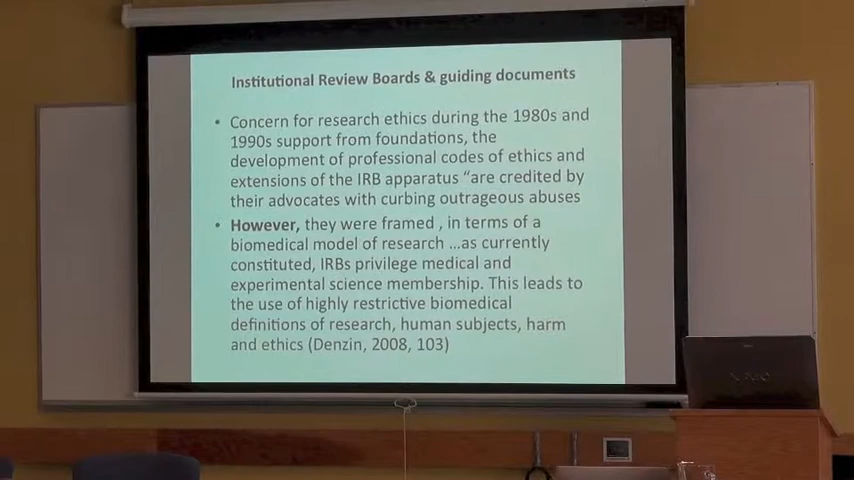 Institutional Review Boards & guiding documents
• Concern for research ethics during the 1980s and
1990s support from foundations, the
development of professional codes of ethics and
extensions of the IRB apparatus “are credited by
their advocates with curbing outrageous abuses
• However, they were framed , in terms of a
biomedical model of research ...as currently
constituted, IRBs privilege medical and
experimental science membership. This leads to
the use of highly restrictive biomedical
definitions of research, human subjects, harm
and ethics (Denzin, 2008, 103)
VAIO